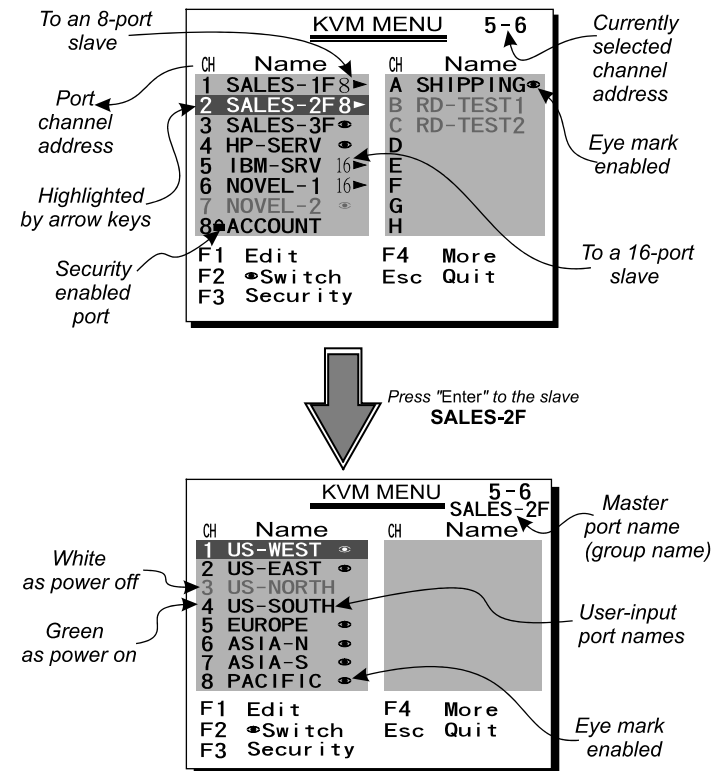 To an 8-port
slave
KVM MENU 5-6
Currently
selected
channel
address
CH Name CH Name
Port
channel
address
1 SALES-1F 8► A SHIPPING
2 SALES-2F 8► B RD-TEST1
3 SALES-3F C RD-TEST2
4 HP-SERV D
5 IBM-SRV 16► E
6 NOVEL-1 16► F
7 NOVEL-2 G
8 ACCOUNT H
Eye mark
enabled
Highlighted
by arrow keys
Security
enabled
port
To a 16-port
slave
F1 Edit F4 More
F2 Switch Esc Quit
F3 Security
Press "Enter" to the slave
SALES-2F
KVM MENU 5-6
SALES-2F
CH Name CH Name
Master
port name
(group name)
1 US-WEST
2 US-EAST
3 US-NORTH
4 US-SOUTH
5 EUROPE
6 ASIA-N
7 ASIA-S
8 PACIFIC
White
as power off
Green
as power on
User-input
port names
F1 Edit F4 More
F2 Switch Esc Quit
F3 Security
Eye mark
enabled